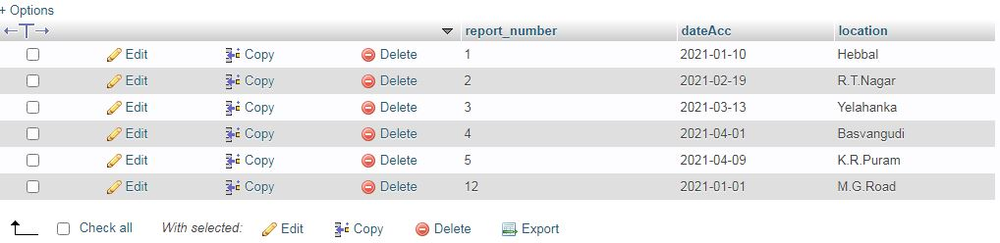 + Options
←T→ report_number dateAcc location
Edit Copy Delete 1 2021-01-10 Hebbal
Edit Copy Delete 2 2021-02-19 R.T.Nagar
Edit Copy Delete 3 2021-03-13 Yelahanka
Edit Copy Delete 4 2021-04-01 Basvangudi
Edit Copy Delete 5 2021-04-09 K.R.Puram
Edit Copy Delete 12 2021-01-01 M.G.Road
Check all With selected: Edit Copy Delete Export